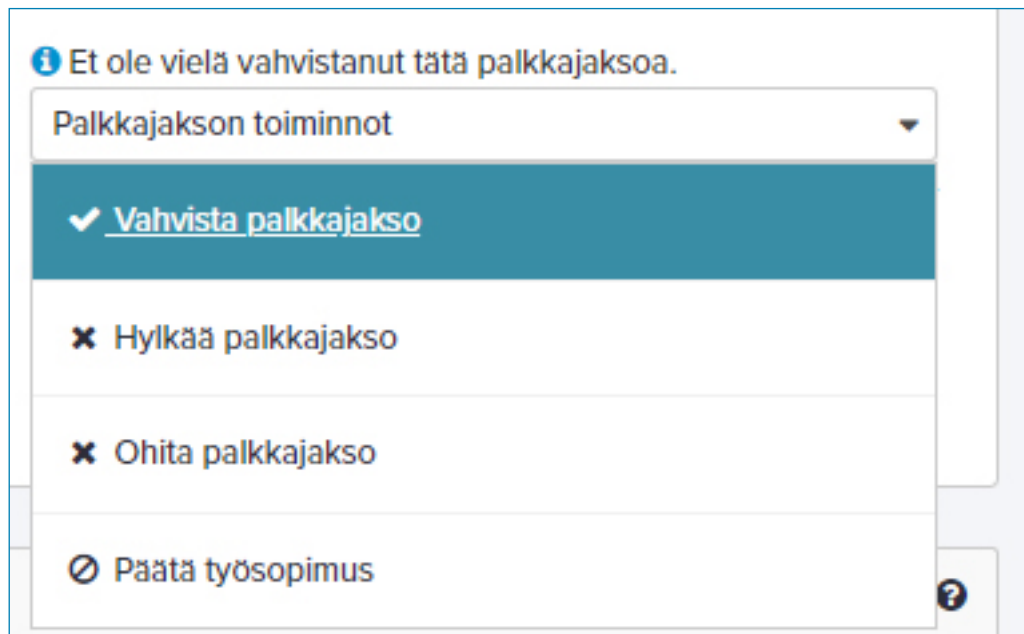 Et ole vielä vahvistanut tätä palkkajaksoa.
Palkkajakson toiminnot
Vahvista palkkajakso
Hylkää palkkajakso
Ohita palkkajakso
Päätä työsopimus